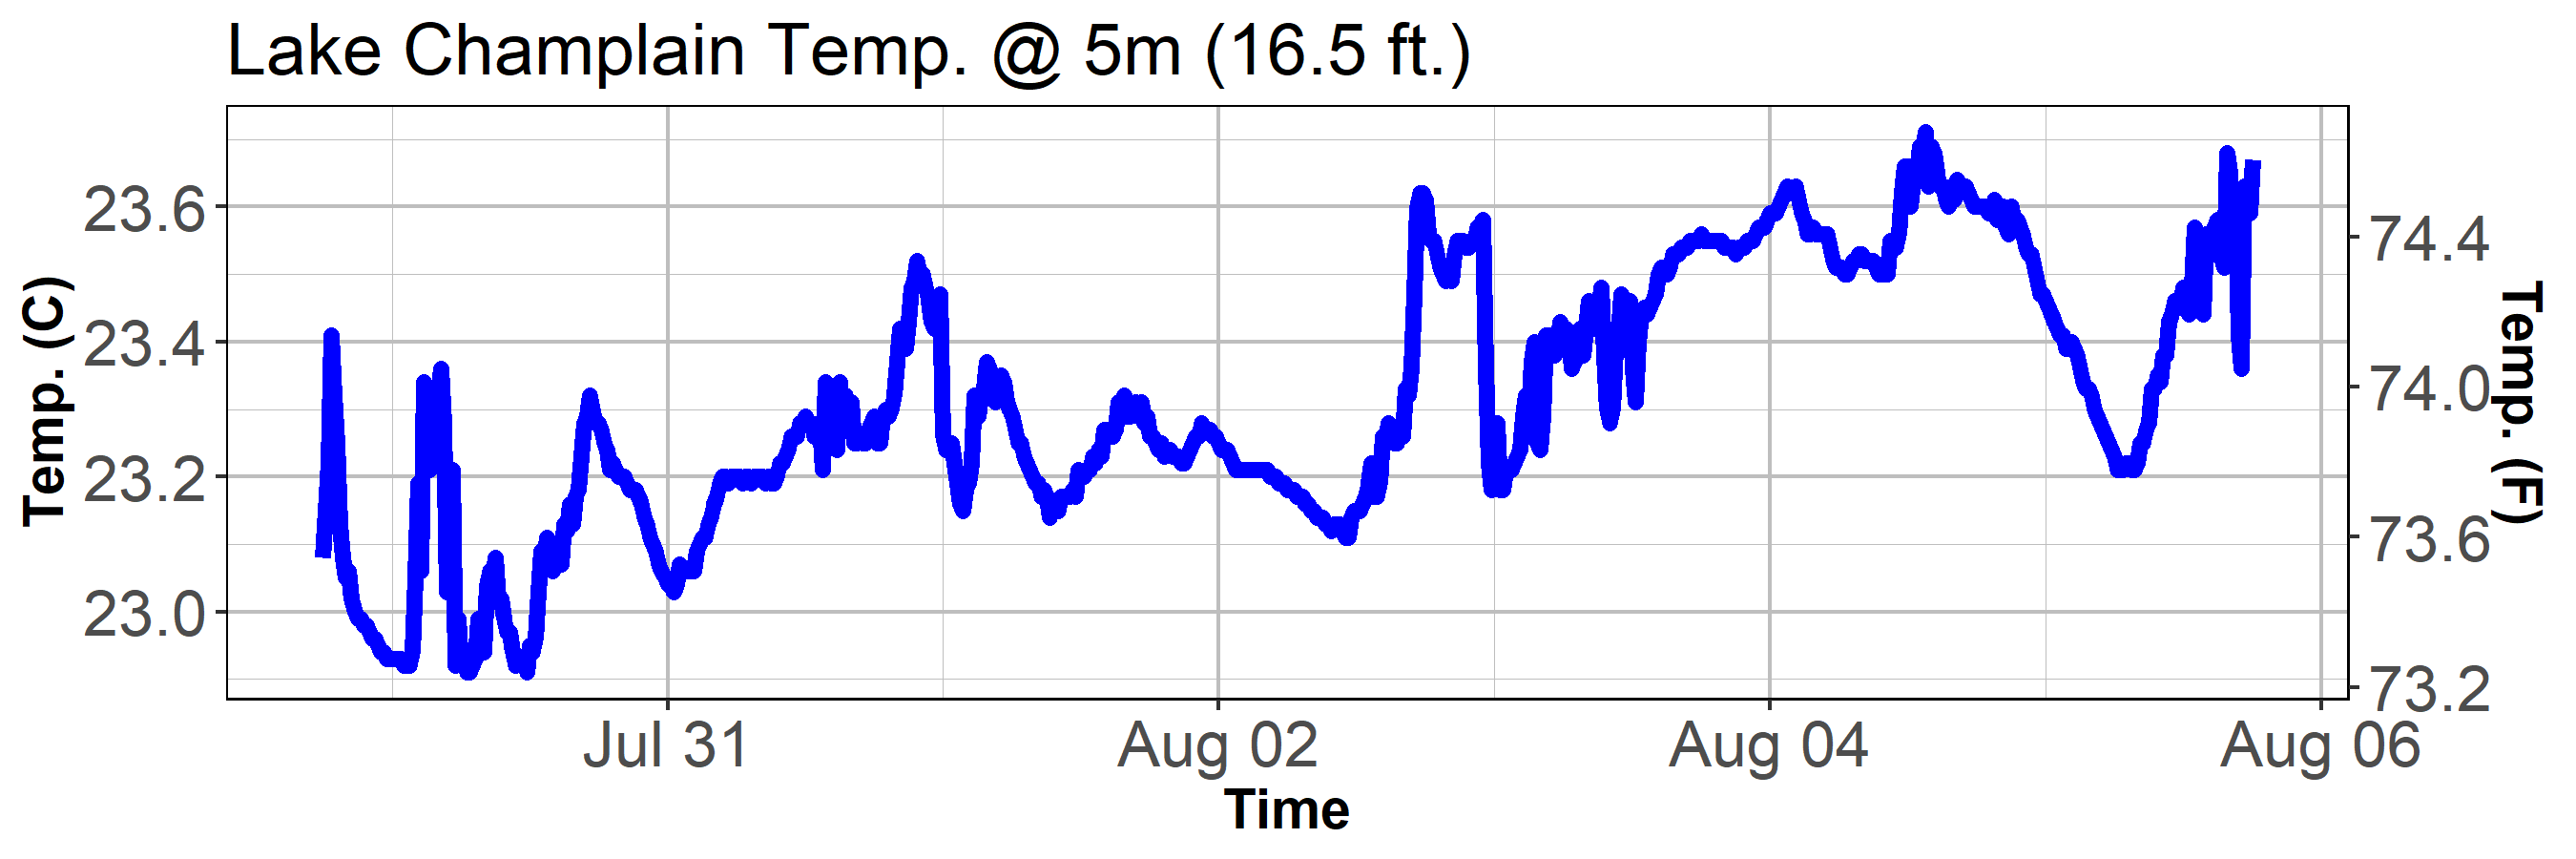 Lake Champlain Temp. @ 5m (16.5 ft.)
Temp. (C)
23.6
23.4
23.2
23.0
74.4
74.0
73.6
73.2
Temp. (F)
Jul 31 Aug 02 Aug 04 Aug 06
Time